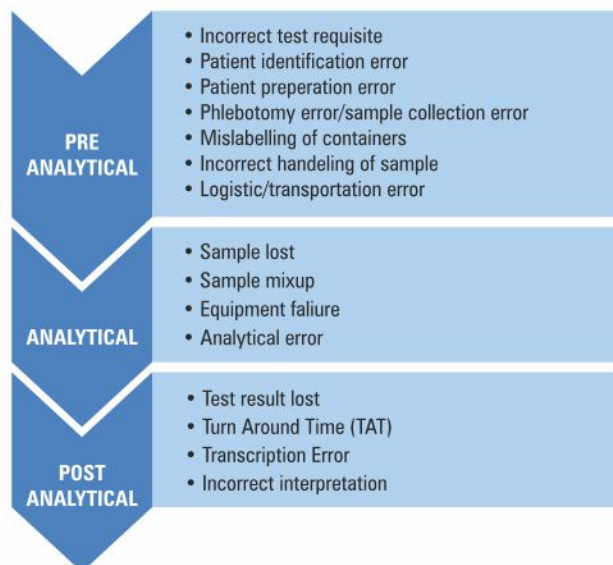 PRE
ANALYTICAL
• Incorrect test requisite
• Patient identification error
• Patient preperation error
• Phlebotomy error/sample collection error
• Mislabelling of containers
• Incorrect handeling of sample
• Logistic/transportation error
ANALYTICAL
• Sample lost
• Sample mixup
• Equipment faliure
• Analytical error
POST
ANALYTICAL
• Test result lost
• Turn Around Time (TAT)
• Transcription Error
• Incorrect interpretation